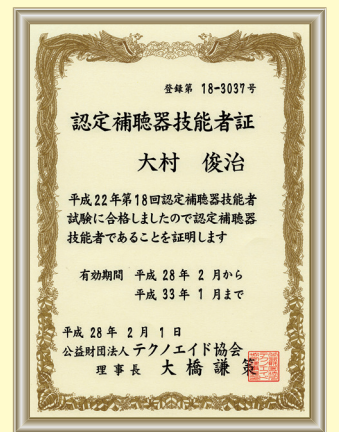 登録第 18-3037号
認定補聴器技能者証
大村 俊治
平成22年第18回認定補聴器技能者
試験に合格しましたので認定補聴器
技能者であることを証明します
有効期間 平成 28 年 2 月から
平成 33 年 1 月まで
平成 28 年 2 月 1 日
公益財団法人 テクノエイド協会
理 事 長 大 橋 謙 策